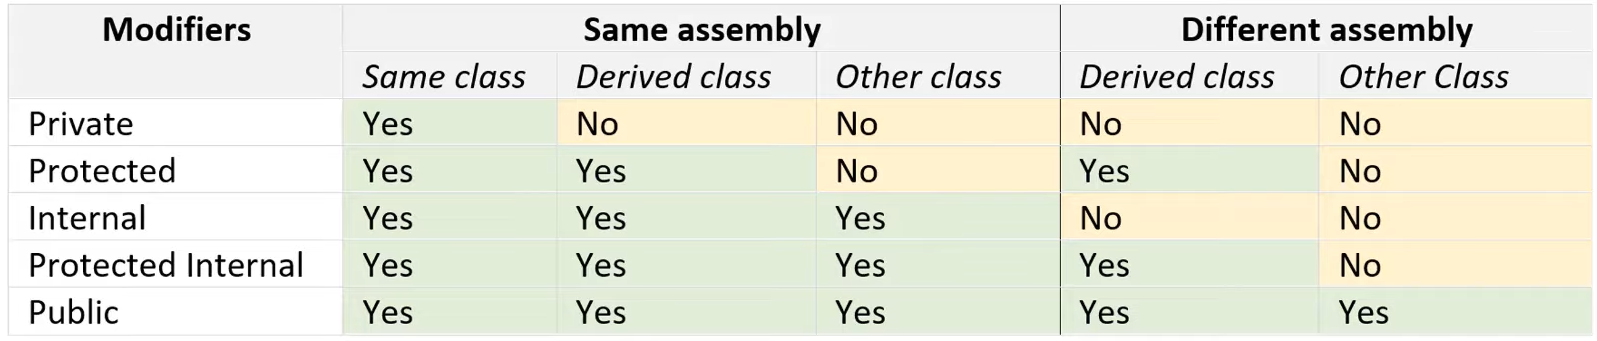 Modifiers Same assembly Different assembly
Same class Derived class Other class Derived class Other Class
Private Yes No No No No
Protected Yes Yes No Yes No
Internal Yes Yes Yes No No
Protected Internal Yes Yes Yes Yes No
Public Yes Yes Yes Yes Yes